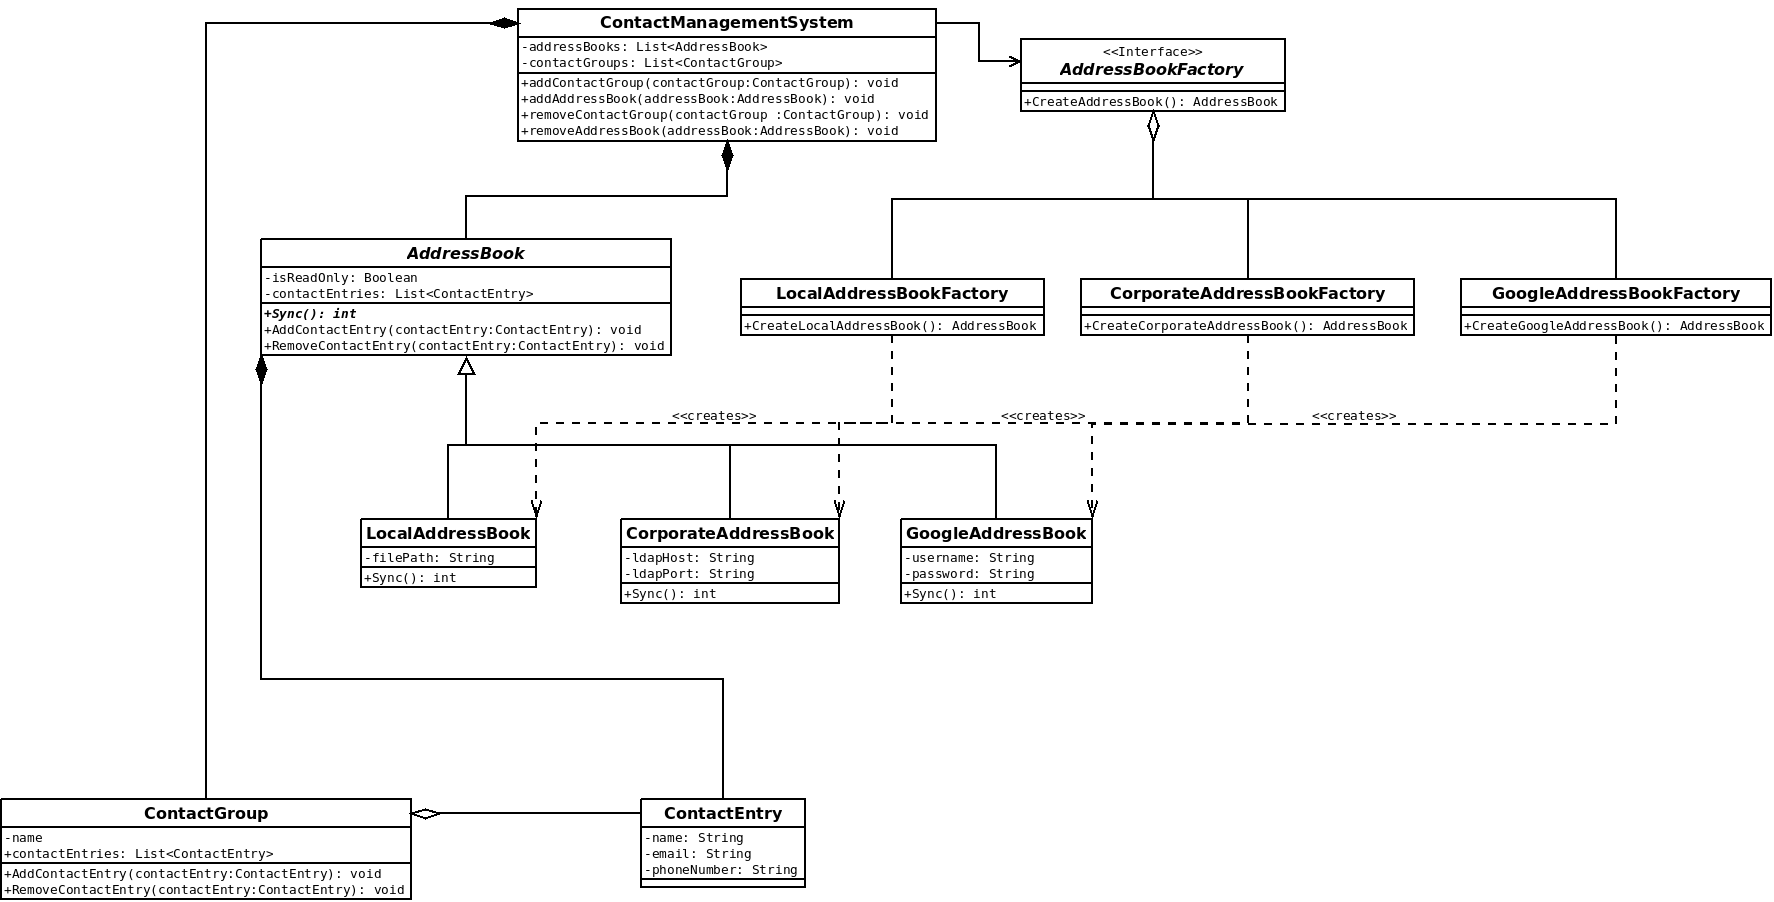 ContactManagementSystem
-addressBooks: List<AddressBook>
-contactGroups: List<ContactGroup>
+addContactGroup(contactGroup:ContactGroup): void
+addAddressBook(addressBook:AddressBook): void
+removeContactGroup(contactGroup :ContactGroup): void
+removeAddressBook(addressBook:AddressBook): void
<<Interface>>
AddressBookFactory
+CreateAddressBook(): AddressBook
AddressBook
-isReadOnly: Boolean
-contactEntries: List<ContactEntry>
+Sync(): int
+AddContactEntry(contactEntry:ContactEntry): void
+RemoveContactEntry(contactEntry:ContactEntry): void
LocalAddressBookFactory
+CreateLocalAddressBook(): AddressBook
CorporateAddressBookFactory
+CreateCorporateAddressBook(): AddressBook
GoogleAddressBookFactory
+CreateGoogleAddressBook(): AddressBook
<<creates>>
<<creates>>
<<creates>>
LocalAddressBook
-filePath: String
+Sync(): int
CorporateAddressBook
-ldapHost: String
-ldapPort: String
+Sync(): int
GoogleAddressBook
-username: String
-password: String
+Sync(): int
ContactGroup
-name
+contactEntries: List<ContactEntry>
+AddContactEntry(contactEntry:ContactEntry): void
+RemoveContactEntry(contactEntry:ContactEntry): void
ContactEntry
-name: String
-email: String
-phoneNumber: String